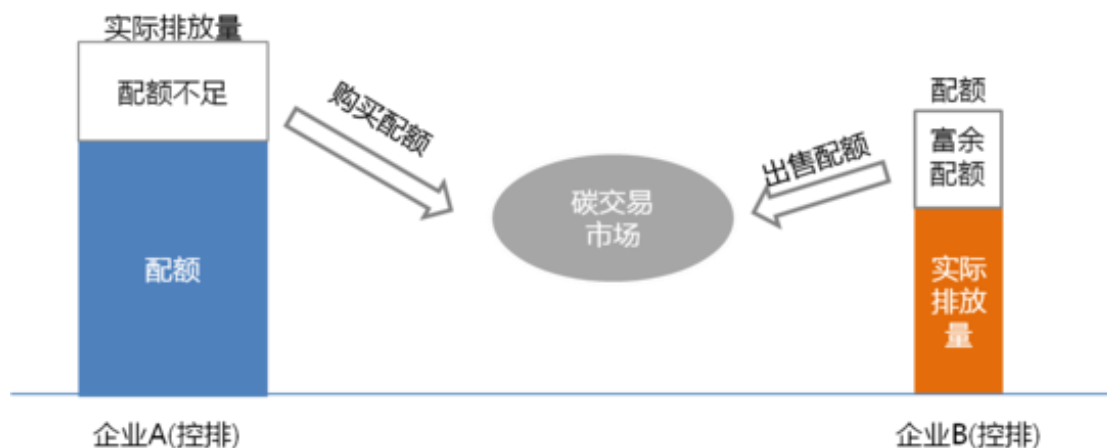 实际排放量
配额不足
配额
企业A(控排)
购买配额
碳交易
市场
出售配额
配额
富余
配额
实际
排放
量
企业B(控排)